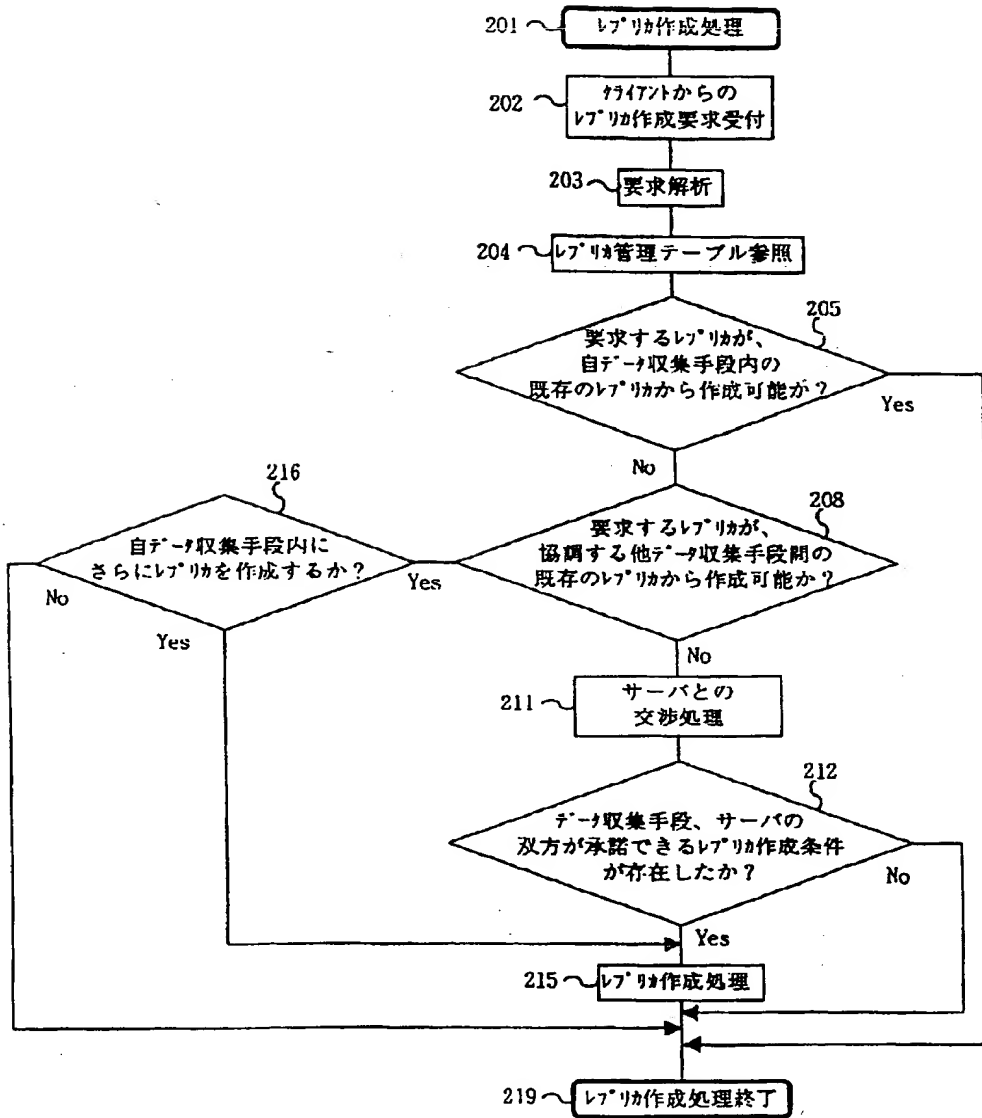 201
ﾚﾌﾟﾘｶ作成処理
202
ｸﾗｲｱﾝﾄからの
ﾚﾌﾟﾘｶ作成要求受付
203
要求解析
204
ﾚﾌﾟﾘｶ管理テーブル参照
205
要求するﾚﾌﾟﾘｶが、
自ﾃﾞｰﾀ収集手段内の
既存のﾚﾌﾟﾘｶから作成可能か？
Yes
No
216
自ﾃﾞｰﾀ収集手段内に
さらにﾚﾌﾟﾘｶを作成するか？
No
Yes
Yes
208
要求するﾚﾌﾟﾘｶが、
協調する他ﾃﾞｰﾀ収集手段間の
既存のﾚﾌﾟﾘｶから作成可能か？
No
211
サーバとの
交渉処理
212
ﾃﾞｰﾀ収集手段、サーバの
双方が承諾できるﾚﾌﾟﾘｶ作成条件
が存在したか？
No
Yes
215
ﾚﾌﾟﾘｶ作成処理
219
ﾚﾌﾟﾘｶ作成処理終了